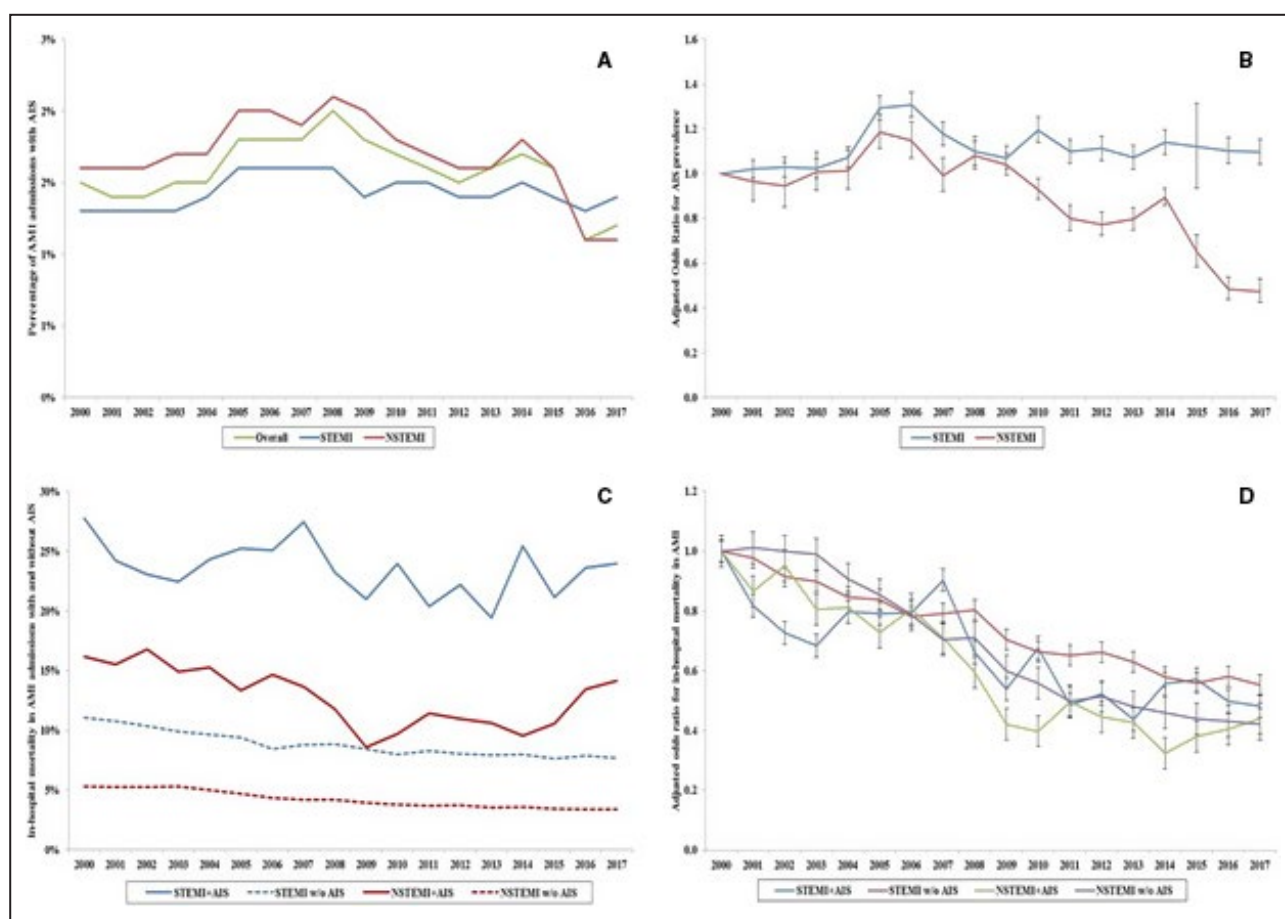 A
Percentage of AMI admissions with AIS
3%
2%
2%
1%
1%
0%
2000 2001 2002 2003 2004 2005 2006 2007 2008 2009 2010 2011 2012 2013 2014 2015 2016 2017
Overall STEMI NSTEMI
B
Adjusted Odds Ratio for AIS prevalence
1.6
1.4
1.2
1.0
0.8
0.6
0.4
0.2
0.0
2000 2001 2002 2003 2004 2005 2006 2007 2008 2009 2010 2011 2012 2013 2014 2015 2016 2017
STEMI NSTEMI
C
In-hospital mortality in AMI admissions with and without AIS
30%
25%
20%
15%
10%
5%
0%
2000 2001 2002 2003 2004 2005 2006 2007 2008 2009 2010 2011 2012 2013 2014 2015 2016 2017
STEMI+AIS STEMI w/o AIS NSTEMI+AIS NSTEMI w/o AIS
D
Adjusted odds ratio for in-hospital mortality in AMI
1.2
1.0
0.8
0.6
0.4
0.2
0.0
2000 2001 2002 2003 2004 2005 2006 2007 2008 2009 2010 2011 2012 2013 2014 2015 2016 2017
STEMI+AIS STEMI w/o AIS NSTEMI+AIS NSTEMI w/o AIS